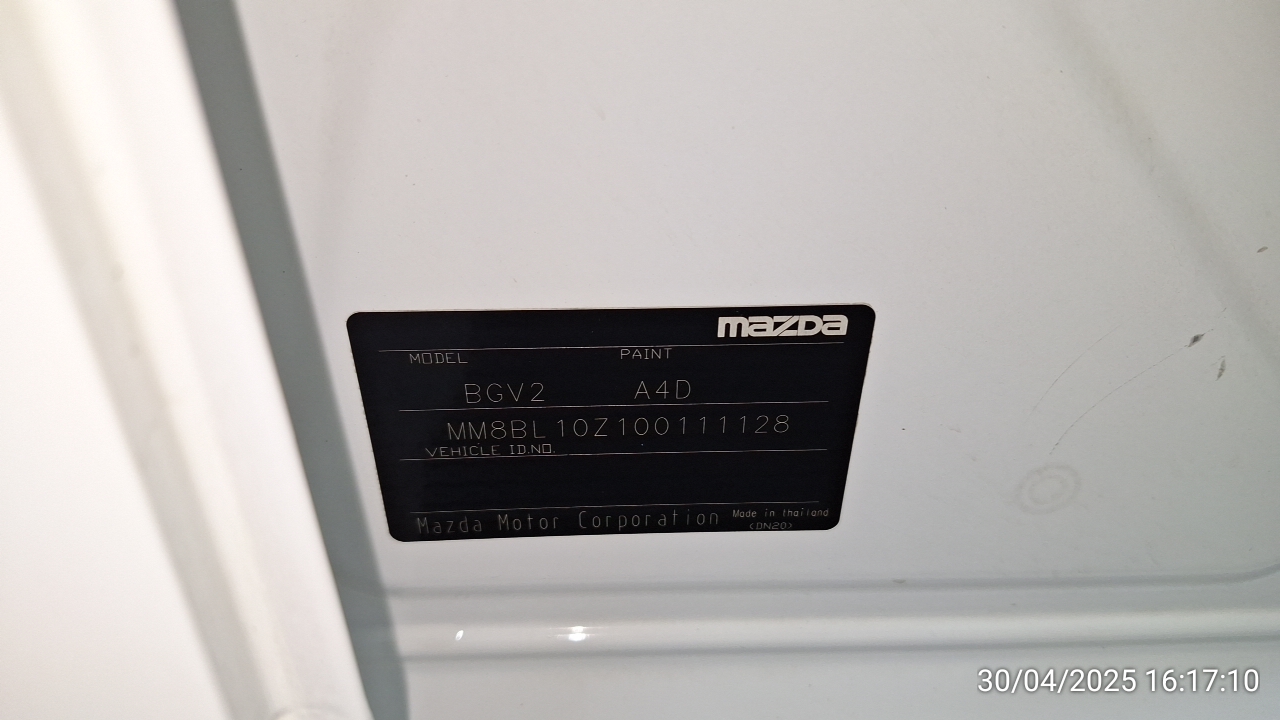 mazda
MODEL PAINT
BGV2 A4D
MM8BL10Z100111128
VEHICLE ID.NO.
Mazda Motor Corporation Made in thailand
(DN20)
30/04/2025 16:17:10